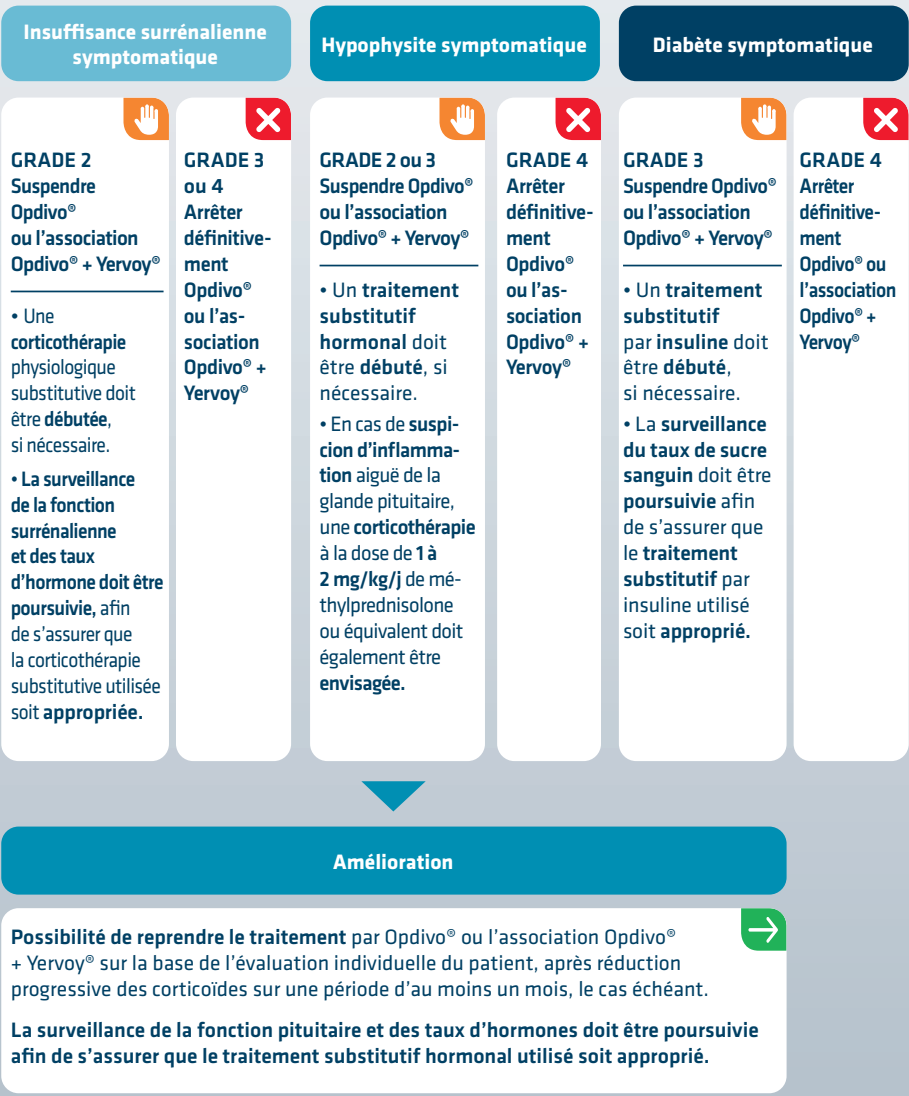 Insuffisance surrénalienne
symptomatique
GRADE 2
Suspendre
Opdivo®
ou l'association
Opdivo® + Yervoy®
• Une
corticothérapie
physiologique
substitutive doit
être débutée,
si nécessaire.
• La surveillance
de la fonction
surrénalienne
et des taux
d'hormone doit être
poursuivie, afin
de s'assurer que
la corticothérapie
substitutive utilisée
soit appropriée.
GRADE 3
ou 4
Arrêter
définitive-
ment
Opdivo®
ou l'as-
sociation
Opdivo® +
Yervoy®
Hypophysite symptomatique
GRADE 2 ou 3
Suspendre Opdivo®
ou l'association
Opdivo® + Yervoy®
• Un traitement
substitutif
hormonal doit
être débuté, si
nécessaire.
• En cas de suspi-
cion d'inflamma-
tion aiguë de la
glande pituitaire,
une corticothérapie
à la dose de 1 à
2 mg/kg/j de mé-
thylprednisolone
ou équivalent doit
également être
envisagée.
GRADE 4
Arrêter
définitive-
ment
Opdivo®
ou l'as-
sociation
Opdivo® +
Yervoy®
Diabète symptomatique
GRADE 3
Suspendre Opdivo®
ou l'association
Opdivo® + Yervoy®
• Un traitement
substitutif
par insuline doit
être débuté,
si nécessaire.
• La surveillance
du taux de sucre
sanguin doit être
poursuivie afin
de s'assurer que
le traitement
substitutif par
insuline utilisé
soit approprié.
GRADE 4
Arrêter
définitive-
ment
Opdivo® ou
l'association
Opdivo® +
Yervoy®
Amélioration
Possibilité de reprendre le traitement par Opdivo® ou l'association Opdivo®
+ Yervoy® sur la base de l'évaluation individuelle du patient, après réduction
progressive des corticoïdes sur une période d'au moins un mois, le cas échéant.
La surveillance de la fonction pituitaire et des taux d'hormones doit être poursuivie
afin de s'assurer que le traitement substitutif hormonal utilisé soit approprié.